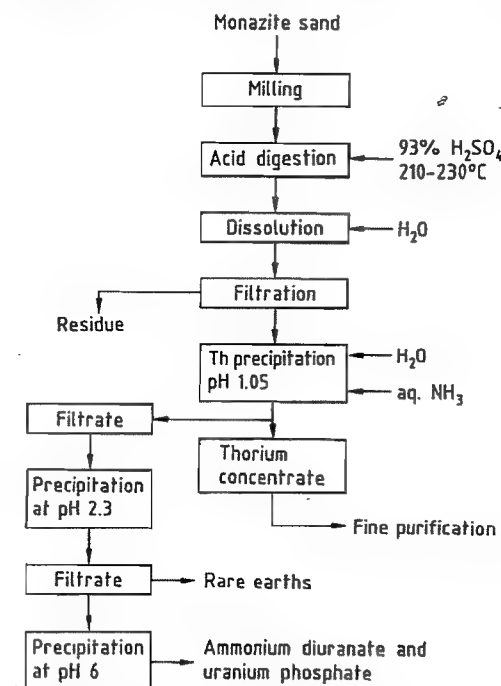 Monazite sand
Milling
Acid digestion
93% H₂SO₄
210-230°C
Dissolution
H₂O
Filtration
Residue
Th precipitation
pH 1.05
H₂O
aq. NH₃
Filtrate
Thorium
concentrate
Precipitation
at pH 2.3
Fine purification
Filtrate
Rare earths
Precipitation
at pH 6
Ammonium diuranate and
uranium phosphate